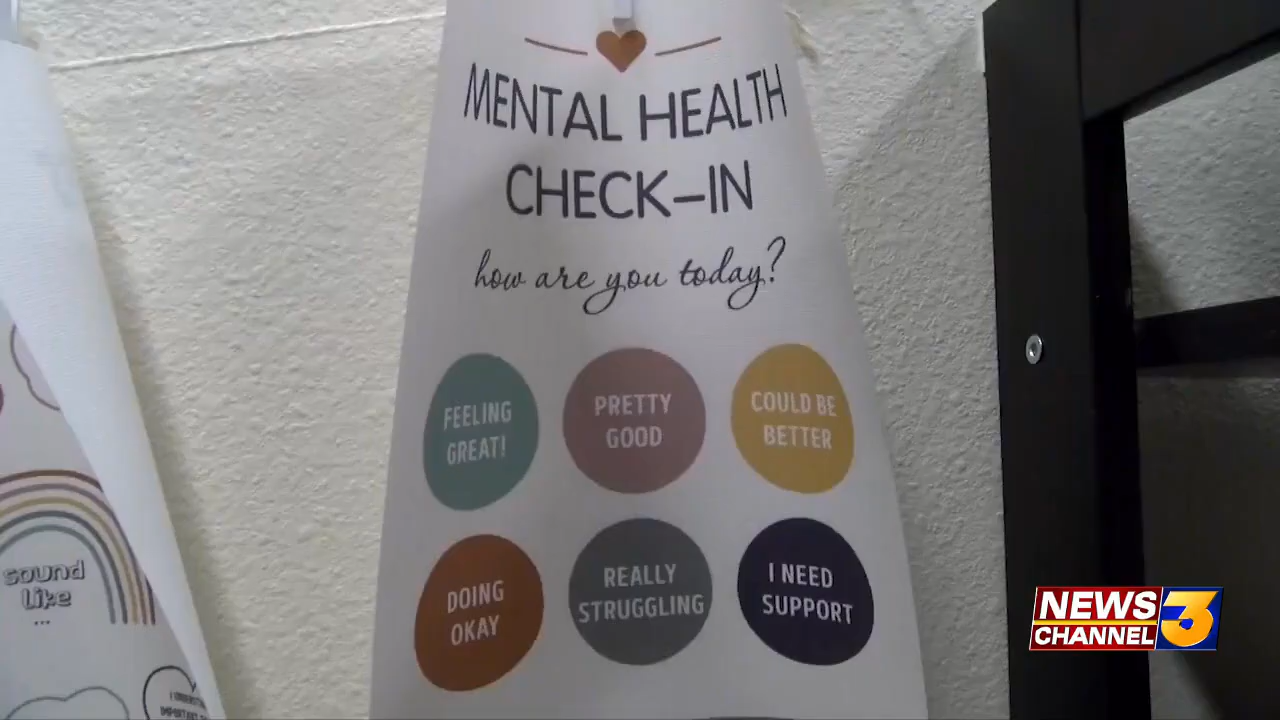 MENTAL HEALTH
CHECK-IN
how are you today?
FEELING
GREAT!
PRETTY
GOOD
COULD BE
BETTER
DOING
OKAY
REALLY
STRUGGLING
I NEED
SUPPORT
sound
like
...
NEWS
CHANNEL
3